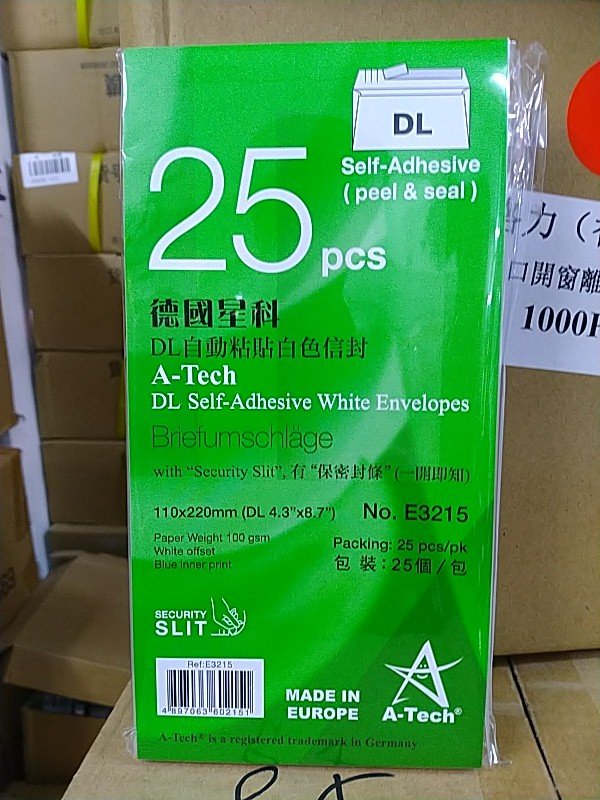 DL
Self-Adhesive
( peel & seal )
25 pcs
德國星科
DL自動粘貼白色信封
A-Tech
DL Self-Adhesive White Envelopes
Briefumschläge
with "Security Slit", 有 "保密封條" (一開即知)
110x220mm (DL 4.3"x8.7") No. E3215
Paper Weight 100 gsm
White offset
Blue inner print
Packing: 25 pcs/pk
包 裝：25個／包
SECURITY
SLIT
Ref:E3215
4 897063 802151
MADE IN
EUROPE
A-Tech®
A-Tech® is a registered trademark in Germany
力
口開窗離
1000